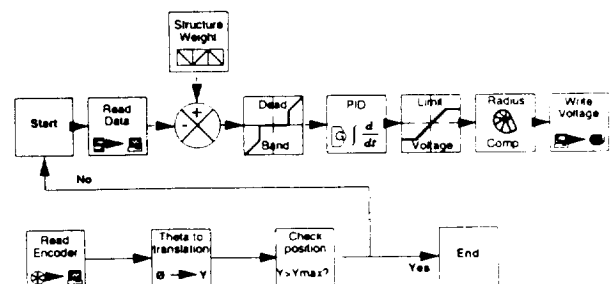 Structure
Weight
Start
Read
Data
+
-
Dead
Band
PID
∫ d/dt
Limit
Voltage
Radius
Comp
Write
Voltage
No
Read
Encoder
Theta to
translation
Ø → Y
Check
position
Y>Ymax?
Yes
End